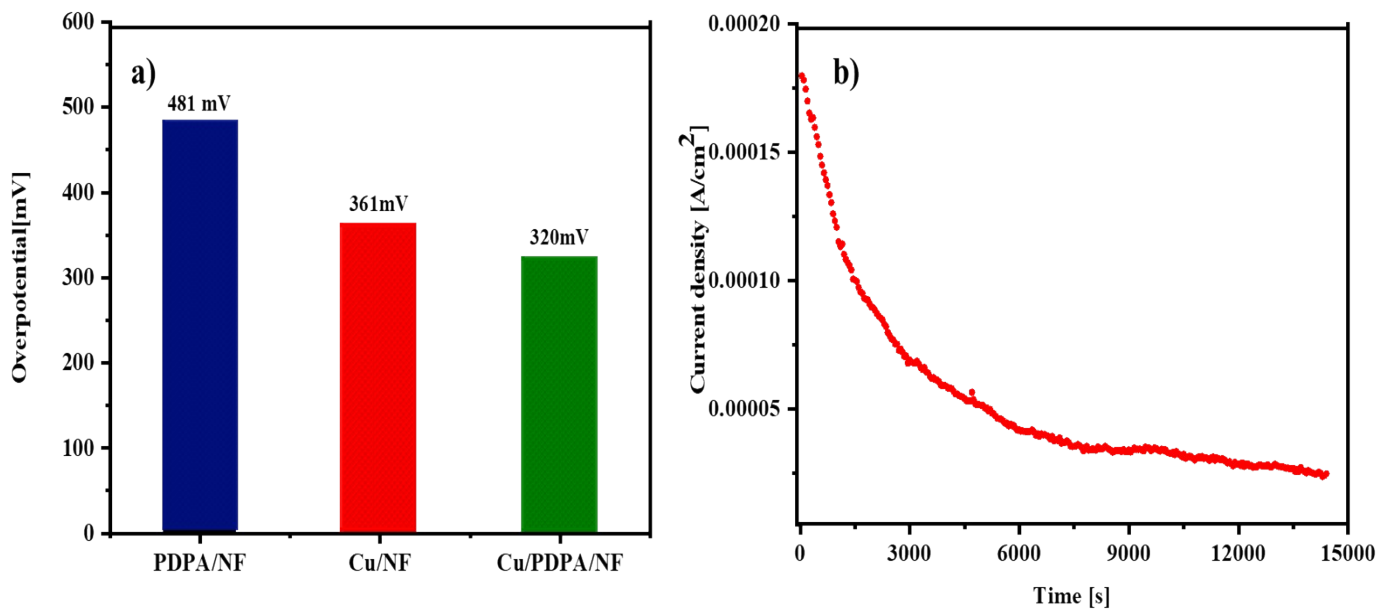 a)
Overpotential[mV]
600
500
400
300
200
100
0
481 mV
361mV
320mV
PDPA/NF
Cu/NF
Cu/PDPA/NF
b)
Current density [A/cm²]
0.00020
0.00015
0.00010
0.00005
0
3000
6000
9000
12000
15000
Time [s]